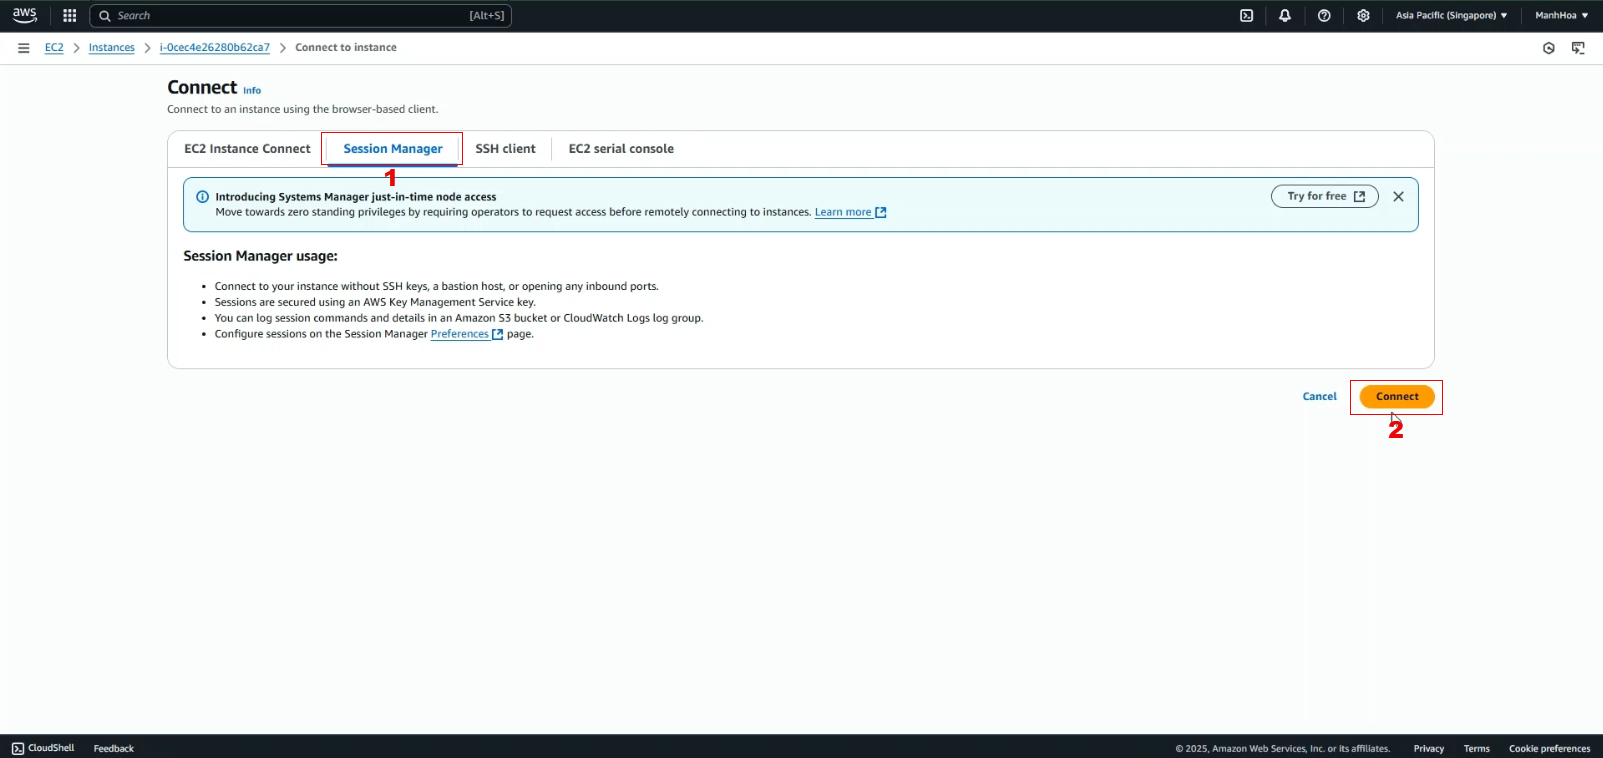 aws Search [Alt+S] Asia Pacific (Singapore) ManhHoa
EC2 Instances i-0cec4e26280b62ca7 Connect to instance
Connect Info
Connect to an instance using the browser-based client.
EC2 Instance Connect Session Manager SSH client EC2 serial console
1
Introducing Systems Manager just-in-time node access
Move towards zero standing privileges by requiring operators to request access before remotely connecting to instances. Learn more
Try for free
Session Manager usage:
• Connect to your instance without SSH keys, a bastion host, or opening any inbound ports.
• Sessions are secured using an AWS Key Management Service key.
• You can log session commands and details in an Amazon S3 bucket or CloudWatch Logs log group.
• Configure sessions on the Session Manager Preferences page.
Cancel Connect
2
CloudShell Feedback © 2025, Amazon Web Services, Inc. or its affiliates. Privacy Terms Cookie preferences